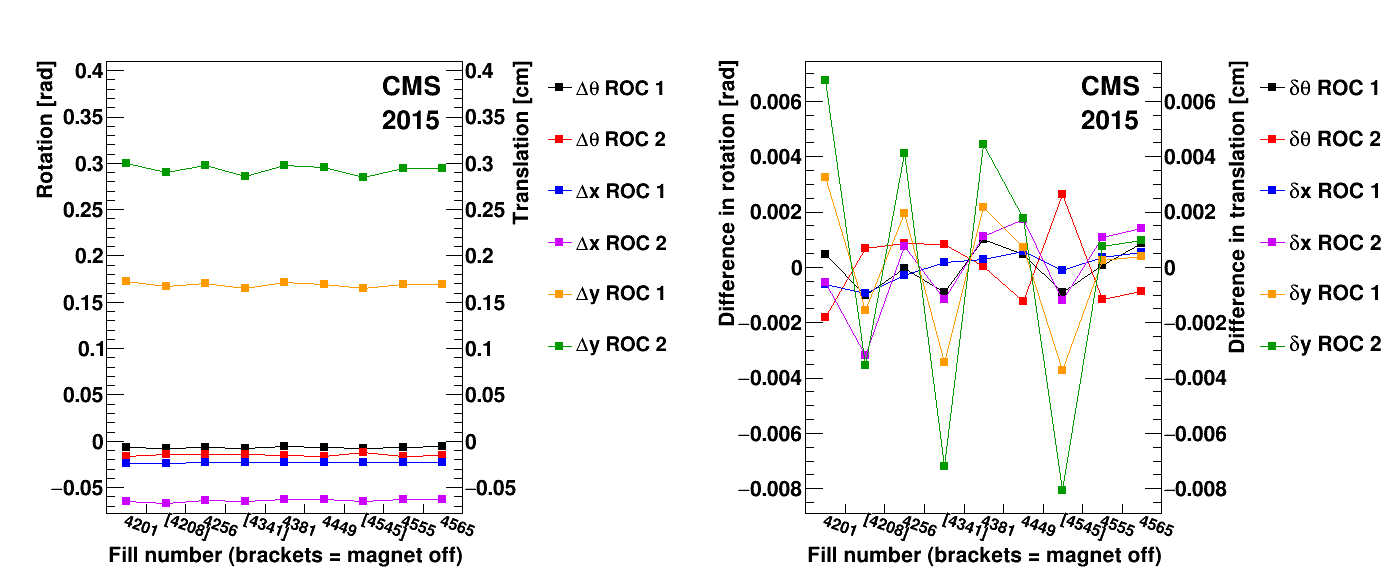 Rotation [rad]
0.4
0.35
0.3
0.25
0.2
0.15
0.1
0.05
0
−0.05
CMS
2015
0.4
0.35
0.3
0.25
0.2
0.15
0.1
0.05
0
−0.05
Translation [cm]
4201
[4208]
4256
[4341]
4381
4449
[4545]
4555
4565
Fill number (brackets = magnet off)
Δθ ROC 1
Δθ ROC 2
Δx ROC 1
Δx ROC 2
Δy ROC 1
Δy ROC 2
Difference in rotation [rad]
0.006
0.004
0.002
0
−0.002
−0.004
−0.006
−0.008
CMS
2015
0.006
0.004
0.002
0
−0.002
−0.004
−0.006
−0.008
Difference in translation [cm]
4201
[4208]
4256
[4341]
4381
4449
[4545]
4555
4565
Fill number (brackets = magnet off)
δθ ROC 1
δθ ROC 2
δx ROC 1
δx ROC 2
δy ROC 1
δy ROC 2